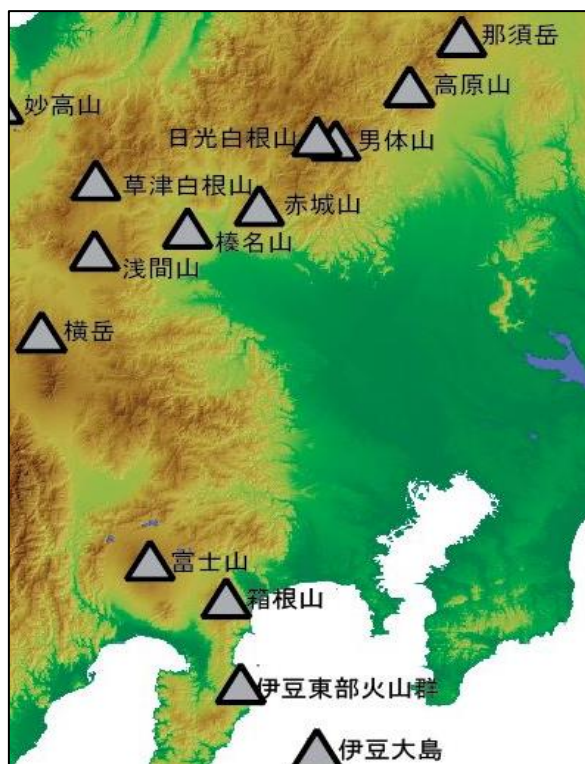 那須岳
高原山
妙高山
日光白根山
男体山
草津白根山
赤城山
榛名山
浅間山
横岳
富士山
箱根山
伊豆東部火山群
伊豆大島